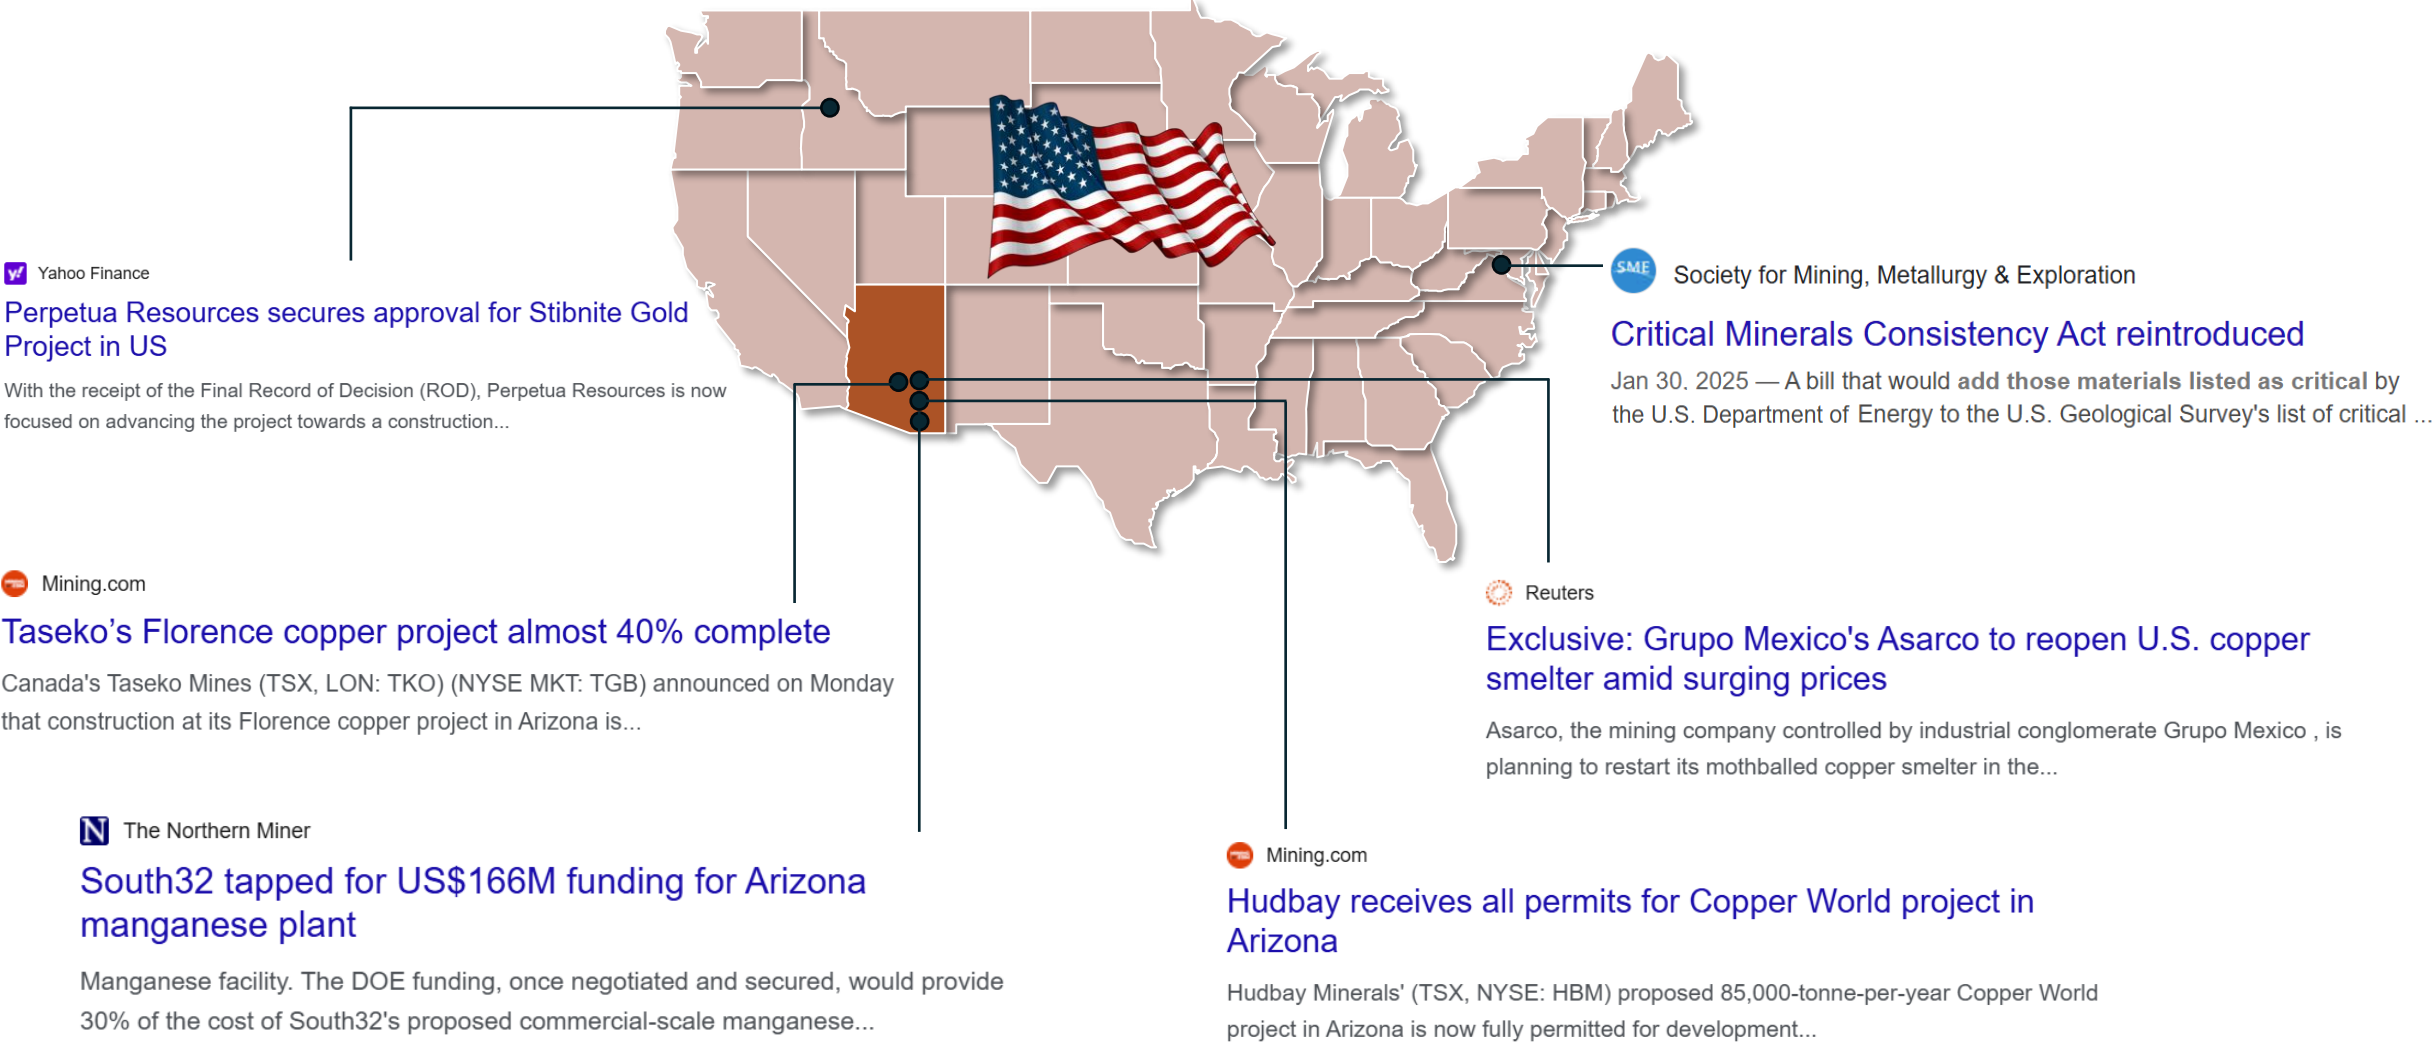 Yahoo Finance
Perpetua Resources secures approval for Stibnite Gold
Project in US
With the receipt of the Final Record of Decision (ROD), Perpetua Resources is now
focused on advancing the project towards a construction...
SME
Society for Mining, Metallurgy & Exploration
Critical Minerals Consistency Act reintroduced
Jan 30, 2025 — A bill that would add those materials listed as critical by
the U.S. Department of Energy to the U.S. Geological Survey's list of critical ...
Mining.com
Taseko’s Florence copper project almost 40% complete
Canada's Taseko Mines (TSX, LON: TKO) (NYSE MKT: TGB) announced on Monday
that construction at its Florence copper project in Arizona is...
Reuters
Exclusive: Grupo Mexico's Asarco to reopen U.S. copper
smelter amid surging prices
Asarco, the mining company controlled by industrial conglomerate Grupo Mexico , is
planning to restart its mothballed copper smelter in the...
N
The Northern Miner
South32 tapped for US$166M funding for Arizona
manganese plant
Manganese facility. The DOE funding, once negotiated and secured, would provide
30% of the cost of South32's proposed commercial-scale manganese...
Mining.com
Hudbay receives all permits for Copper World project in
Arizona
Hudbay Minerals' (TSX, NYSE: HBM) proposed 85,000-tonne-per-year Copper World
project in Arizona is now fully permitted for development...